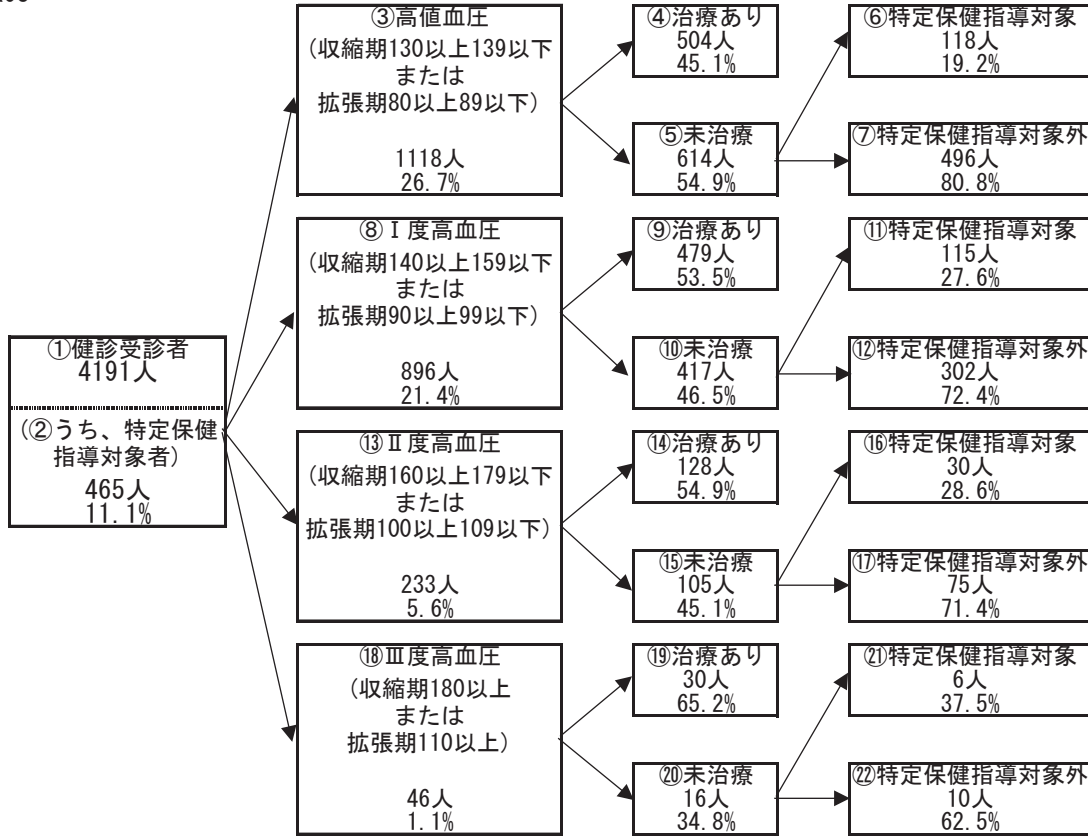 ①健診受診者
4191人
(②うち、特定保健
指導対象者)
465人
11.1%
③高値血圧
(収縮期130以上139以下
または
拡張期80以上89以下)
1118人
26.7%
④治療あり
504人
45.1%
⑤未治療
614人
54.9%
⑥特定保健指導対象
118人
19.2%
⑦特定保健指導対象外
496人
80.8%
⑧Ⅰ度高血圧
(収縮期140以上159以下
または
拡張期90以上99以下)
896人
21.4%
⑨治療あり
479人
53.5%
⑩未治療
417人
46.5%
⑪特定保健指導対象
115人
27.6%
⑫特定保健指導対象外
302人
72.4%
⑬Ⅱ度高血圧
(収縮期160以上179以下
または
拡張期100以上109以下)
233人
5.6%
⑭治療あり
128人
54.9%
⑮未治療
105人
45.1%
⑯特定保健指導対象
30人
28.6%
⑰特定保健指導対象外
75人
71.4%
⑱Ⅲ度高血圧
(収縮期180以上
または
拡張期110以上)
46人
1.1%
⑲治療あり
30人
65.2%
⑳未治療
16人
34.8%
㉑特定保健指導対象
6人
37.5%
㉒特定保健指導対象外
10人
62.5%